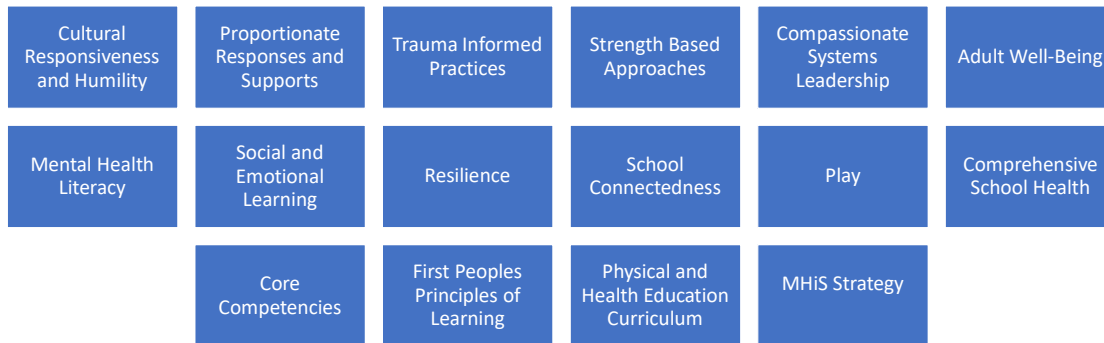 Cultural
Responsiveness
and Humility
Proportionate
Responses and
Supports
Trauma Informed
Practices
Strength Based
Approaches
Compassionate
Systems
Leadership
Adult Well-Being
Mental Health
Literacy
Social and
Emotional
Learning
Resilience
School
Connectedness
Play
Comprehensive
School Health
Core
Competencies
First Peoples
Principles of
Learning
Physical and
Health Education
Curriculum
MHiS Strategy